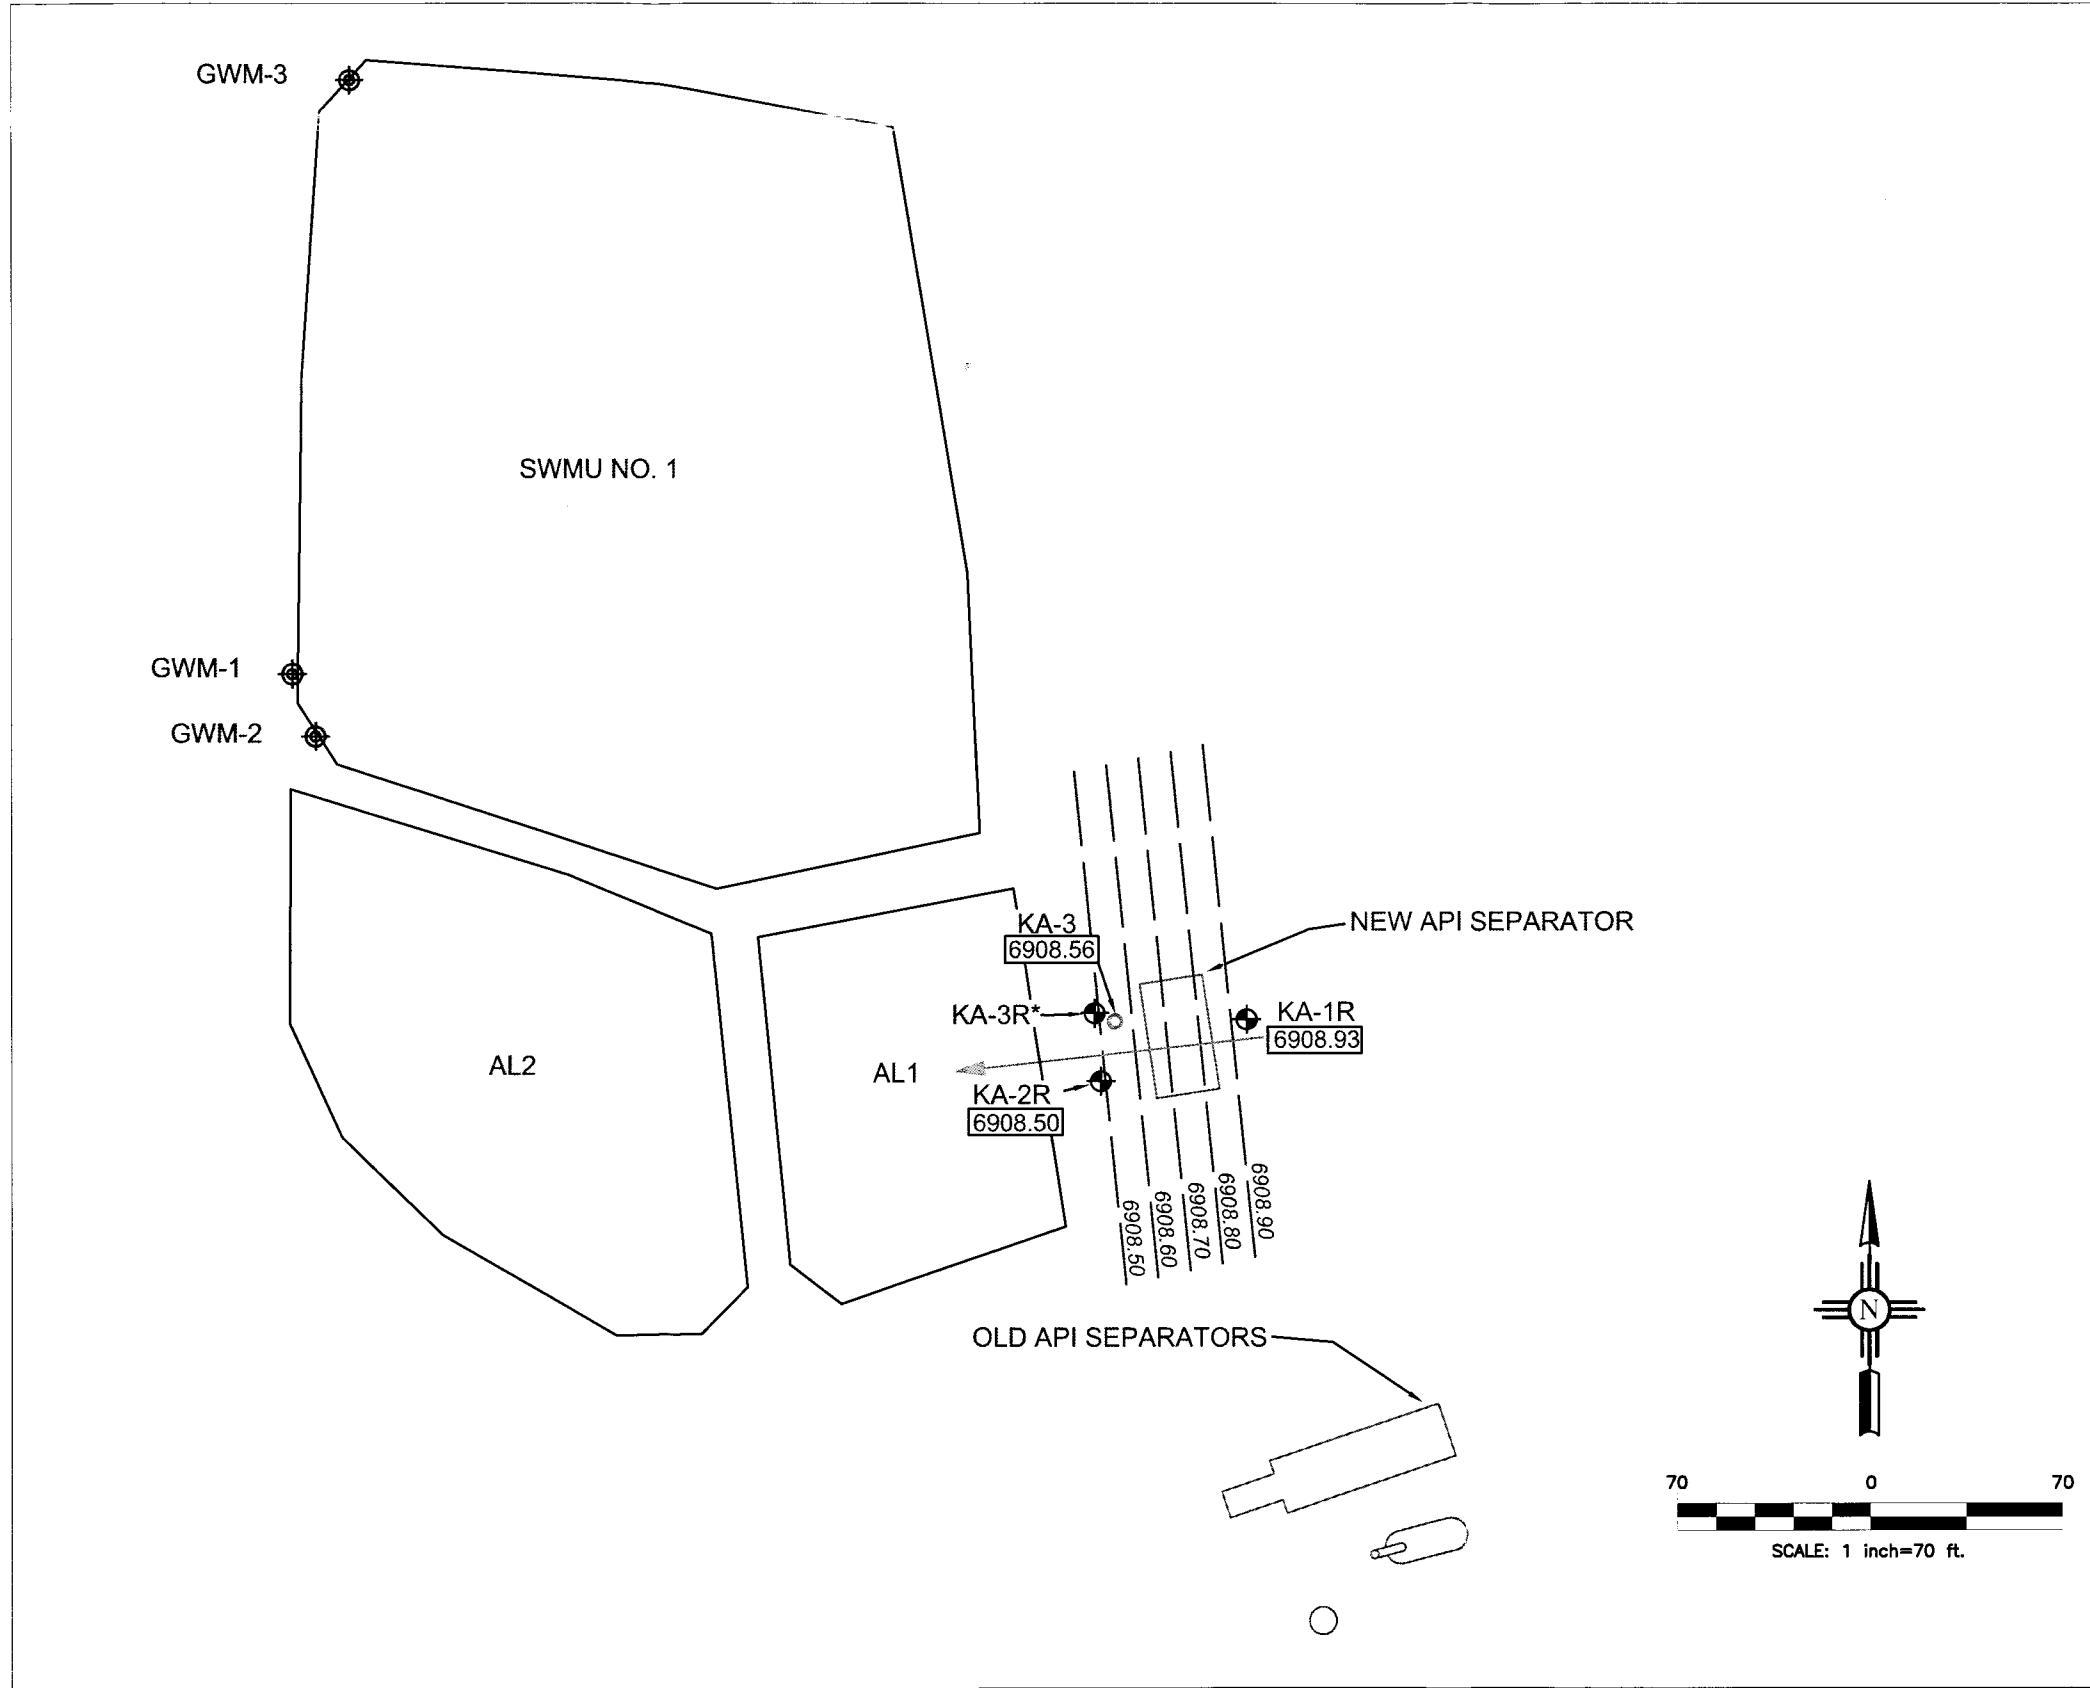 GWM-3
SWMU NO. 1
GWM-1
GWM-2
KA-3
6908.56
NEW API SEPARATOR
KA-3R*
KA-1R
6908.93
AL2
AL1
KA-2R
6908.50
6908.50
6908.60
6908.70
6908.80
6908.90
OLD API SEPARATORS
N
70 0 70
SCALE: 1 inch=70 ft.